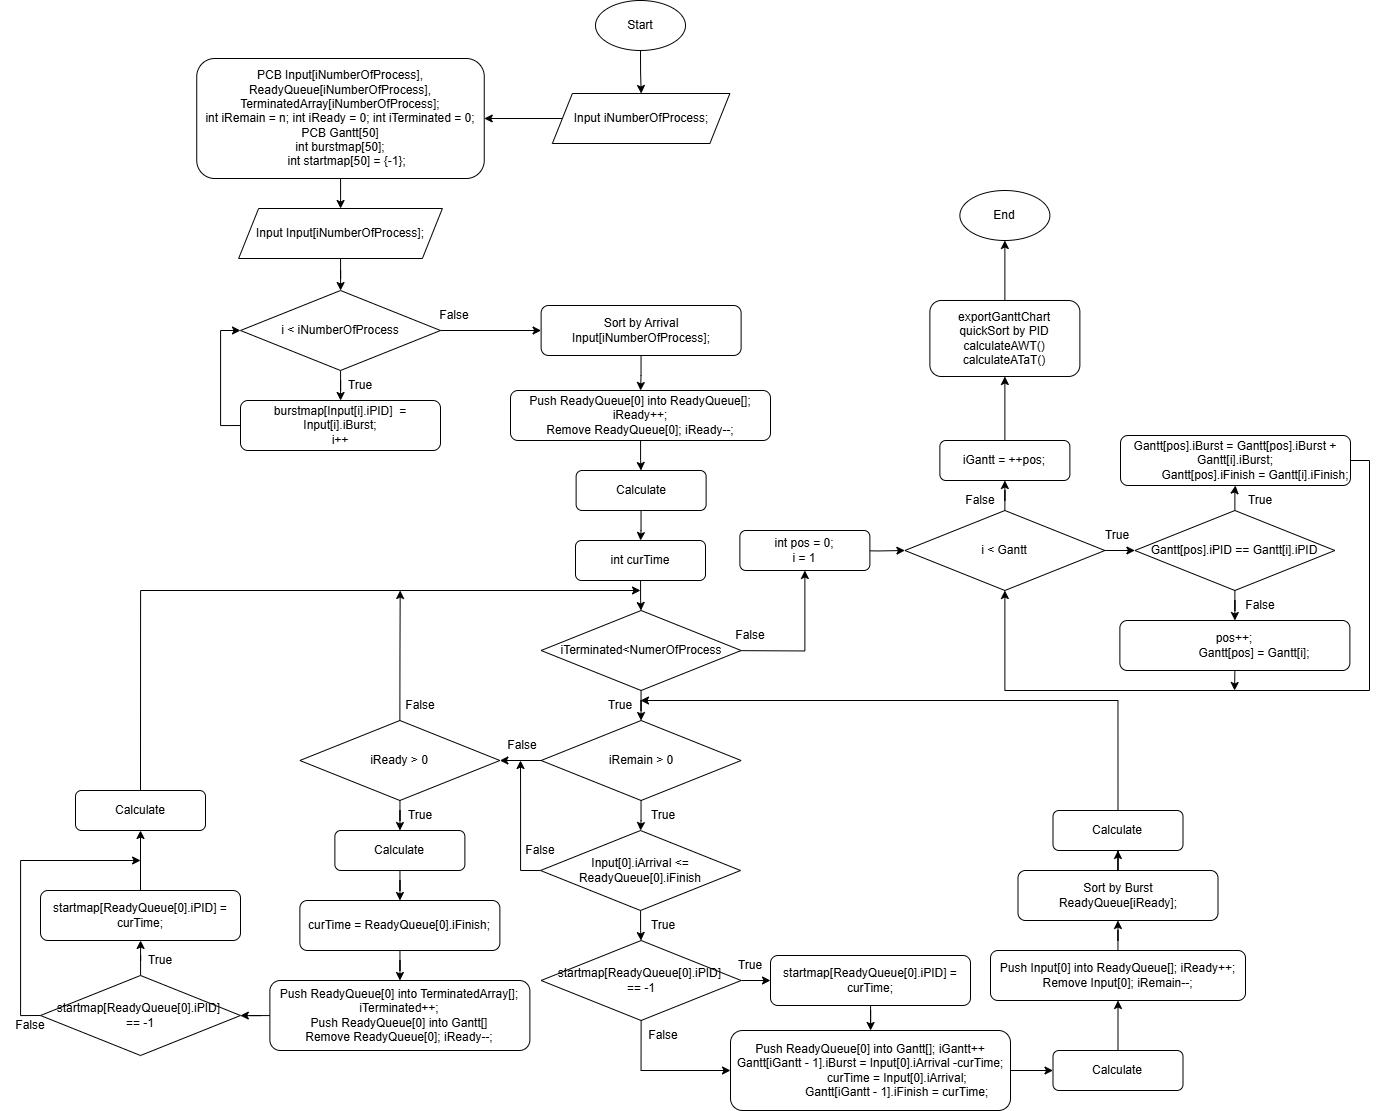 Start
Input iNumberOfProcess;
PCB Input[iNumberOfProcess],
ReadyQueue[iNumberOfProcess],
TerminatedArray[iNumberOfProcess];
int iRemain = n; int iReady = 0; int iTerminated = 0;
PCB Gantt[50]
int burstmap[50];
int startmap[50] = {-1};
Input Input[iNumberOfProcess];
i < iNumberOfProcess
False
True
burstmap[Input[i].iPID]  =
Input[i].iBurst;
i++
Sort by Arrival
Input[iNumberOfProcess];
Push ReadyQueue[0] into ReadyQueue[];
iReady++;
Remove ReadyQueue[0]; iReady--;
Calculate
int curTime
iTerminated<NumerOfProcess
False
True
int pos = 0;
i = 1
i < Gantt
False
True
iGantt = ++pos;
exportGanttChart
quickSort by PID
calculateAWT()
calculateATaT()
End
Gantt[pos].iPID == Gantt[i].iPID
True
Gantt[pos].iBurst = Gantt[pos].iBurst +
Gantt[i].iBurst;
Gantt[pos].iFinish = Gantt[i].iFinish;
False
pos++;
Gantt[pos] = Gantt[i];
iRemain > 0
False
True
iReady > 0
False
True
Calculate
curTime = ReadyQueue[0].iFinish;
Push ReadyQueue[0] into TerminatedArray[];
iTerminated++;
Push ReadyQueue[0] into Gantt[]
Remove ReadyQueue[0]; iReady--;
startmap[ReadyQueue[0].iPID]
== -1
True
False
startmap[ReadyQueue[0].iPID] =
curTime;
Calculate
Input[0].iArrival <=
ReadyQueue[0].iFinish
False
True
startmap[ReadyQueue[0].iPID]
== -1
True
False
startmap[ReadyQueue[0].iPID] =
curTime;
Push ReadyQueue[0] into Gantt[]; iGantt++
Gantt[iGantt - 1].iBurst = Input[0].iArrival -curTime;
curTime = Input[0].iArrival;
Gantt[iGantt - 1].iFinish = curTime;
Calculate
Push Input[0] into ReadyQueue[]; iReady++;
Remove Input[0]; iRemain--;
Sort by Burst
ReadyQueue[iReady];
Calculate